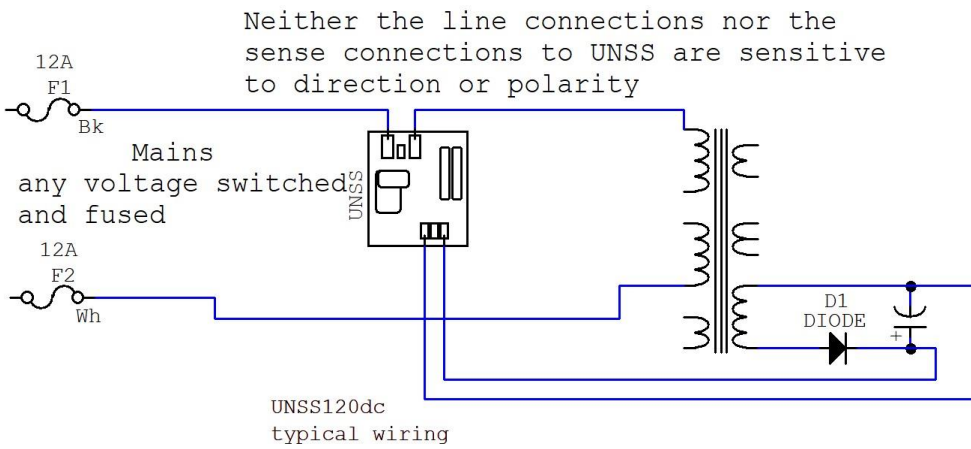 Neither the line connections nor the
sense connections to UNSS are sensitive
to direction or polarity
12A
F1
Bk
Mains
any voltage switched
and fused
UNSS
12A
F2
Wh
D1
DIODE
+
UNSS120dc
typical wiring